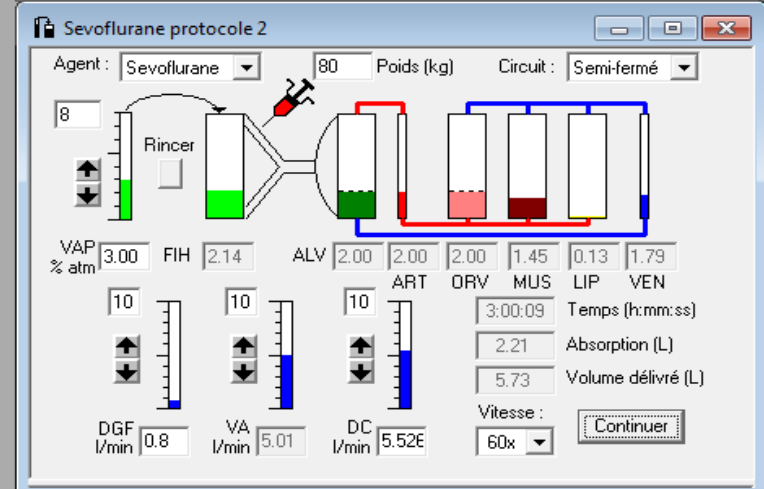 Sevoflurane protocole 2
Agent : Sevoflurane 80 Poids (kg) Circuit : Semi-fermé
8
Rincer
VAP % atm 3.00 FIH 2.14 ALV 2.00 2.00 2.00 1.45 0.13 1.79
ART ORV MUS LIP VEN
10 10 10
3:00:09 Temps (h:mm:ss)
2.21 Absorption (L)
5.73 Volume délivré (L)
Vitesse :
60x Continuer
DGF l/min 0.8 VA l/min 5.01 DC l/min 5.526